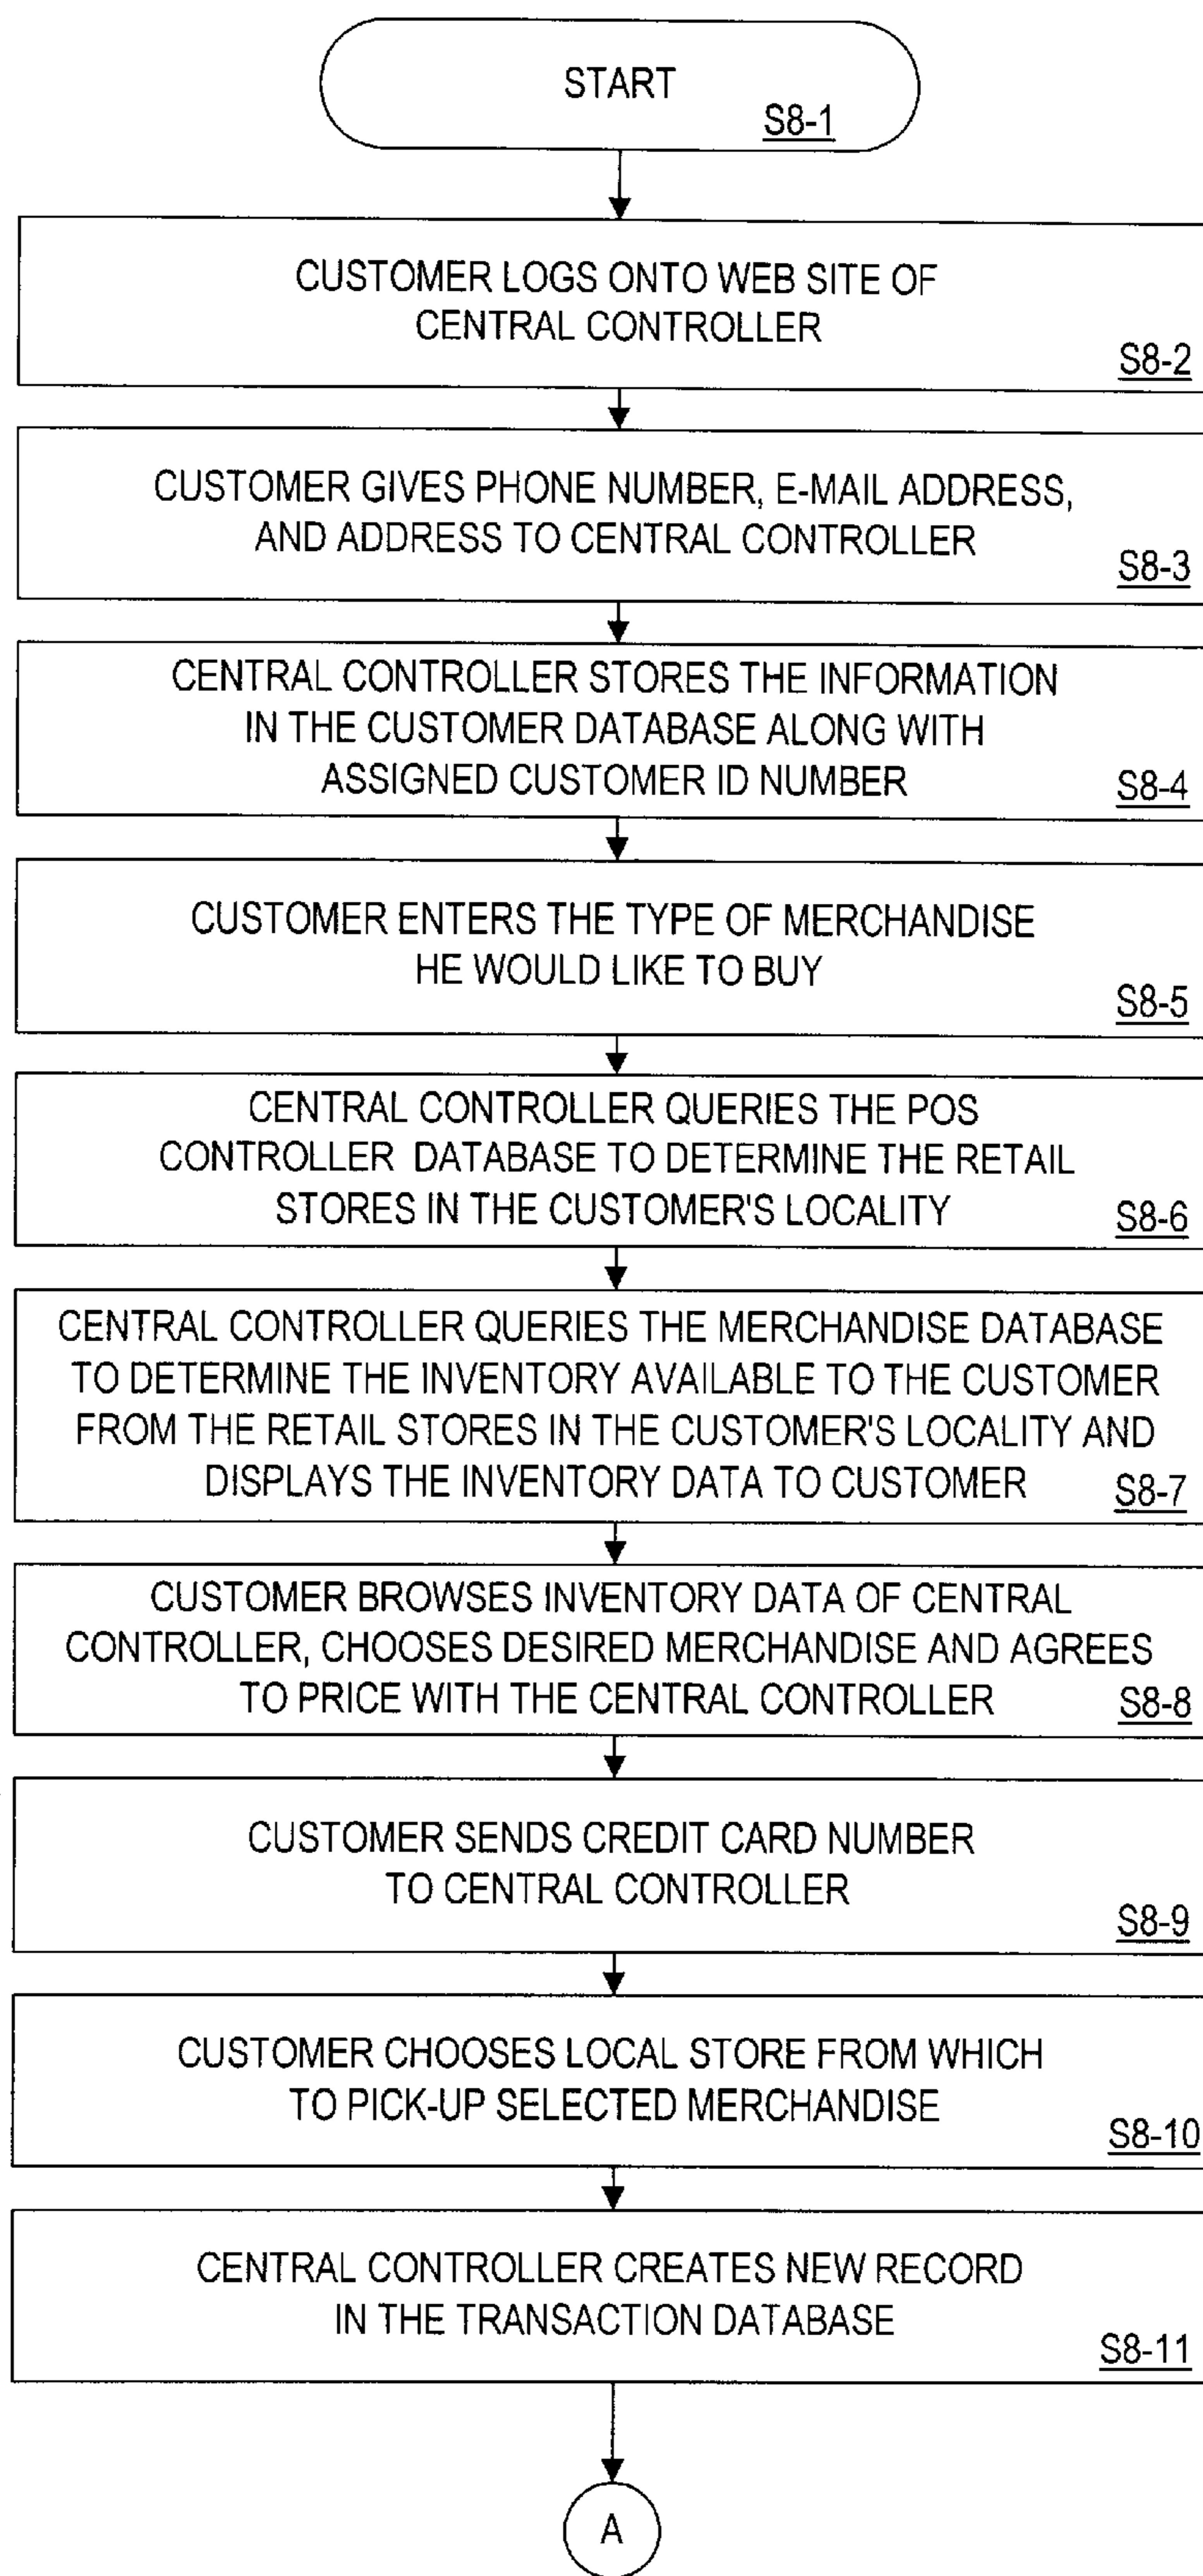 START
S8-1
CUSTOMER LOGS ONTO WEB SITE OF
CENTRAL CONTROLLER
S8-2
CUSTOMER GIVES PHONE NUMBER, E-MAIL ADDRESS,
AND ADDRESS TO CENTRAL CONTROLLER
S8-3
CENTRAL CONTROLLER STORES THE INFORMATION
IN THE CUSTOMER DATABASE ALONG WITH
ASSIGNED CUSTOMER ID NUMBER
S8-4
CUSTOMER ENTERS THE TYPE OF MERCHANDISE
HE WOULD LIKE TO BUY
S8-5
CENTRAL CONTROLLER QUERIES THE POS
CONTROLLER DATABASE TO DETERMINE THE RETAIL
STORES IN THE CUSTOMER'S LOCALITY
S8-6
CENTRAL CONTROLLER QUERIES THE MERCHANDISE DATABASE
TO DETERMINE THE INVENTORY AVAILABLE TO THE CUSTOMER
FROM THE RETAIL STORES IN THE CUSTOMER'S LOCALITY AND
DISPLAYS THE INVENTORY DATA TO CUSTOMER
S8-7
CUSTOMER BROWSES INVENTORY DATA OF CENTRAL
CONTROLLER, CHOOSES DESIRED MERCHANDISE AND AGREES
TO PRICE WITH THE CENTRAL CONTROLLER
S8-8
CUSTOMER SENDS CREDIT CARD NUMBER
TO CENTRAL CONTROLLER
S8-9
CUSTOMER CHOOSES LOCAL STORE FROM WHICH
TO PICK-UP SELECTED MERCHANDISE
S8-10
CENTRAL CONTROLLER CREATES NEW RECORD
IN THE TRANSACTION DATABASE
S8-11
A